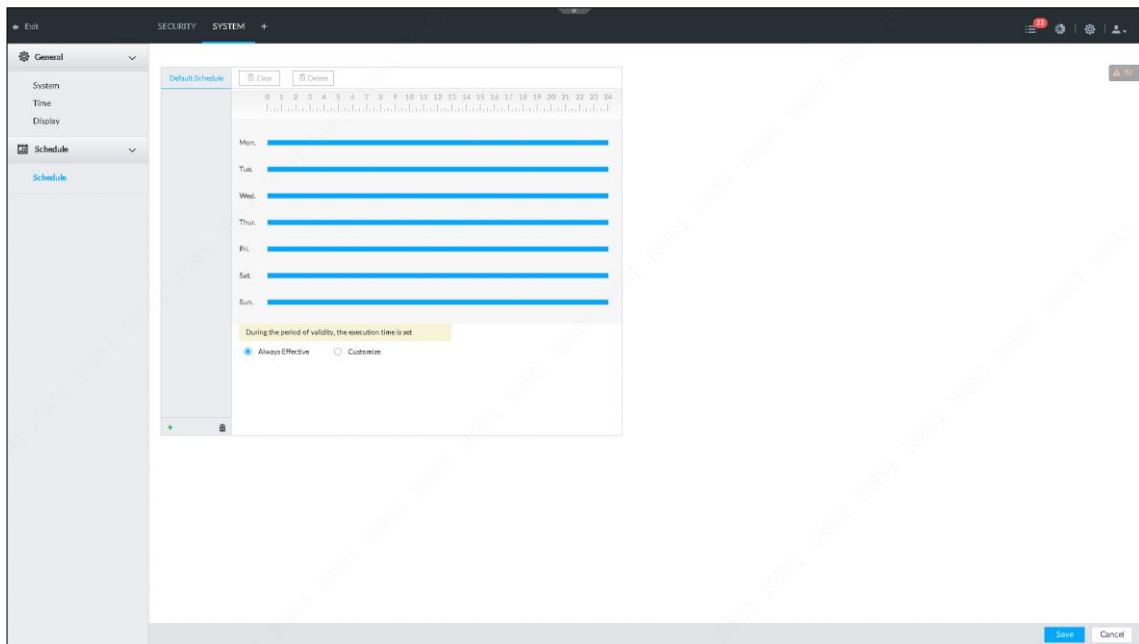 Exit
SECURITY SYSTEM +
22
General
System
Time
Display
Schedule
Schedule
Default Schedule
Clear Delete
0 1 2 3 4 5 6 7 8 9 10 11 12 13 14 15 16 17 18 19 20 21 22 23 24
Mon.
Tue.
Wed.
Thur.
Fri.
Sat.
Sun.
During the period of validity, the execution time is set
Always Effective Customize
+
Save Cancel